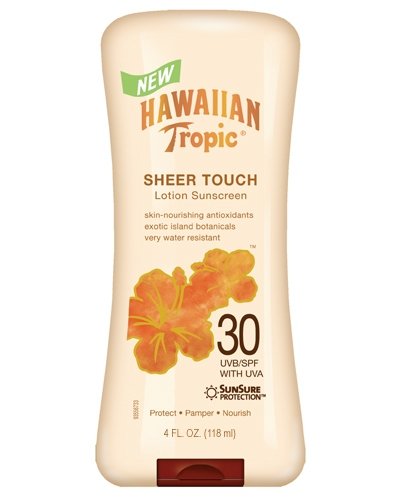 NEW
HAWAIIAN
Tropic®
SHEER TOUCH
Lotion Sunscreen
skin-nourishing antioxidants
exotic island botanicals
very water resistant
™
30
UVB/SPF
WITH UVA
SUNSURE
PROTECTION™
Protect • Pamper • Nourish
4 FL. OZ. (118 ml)